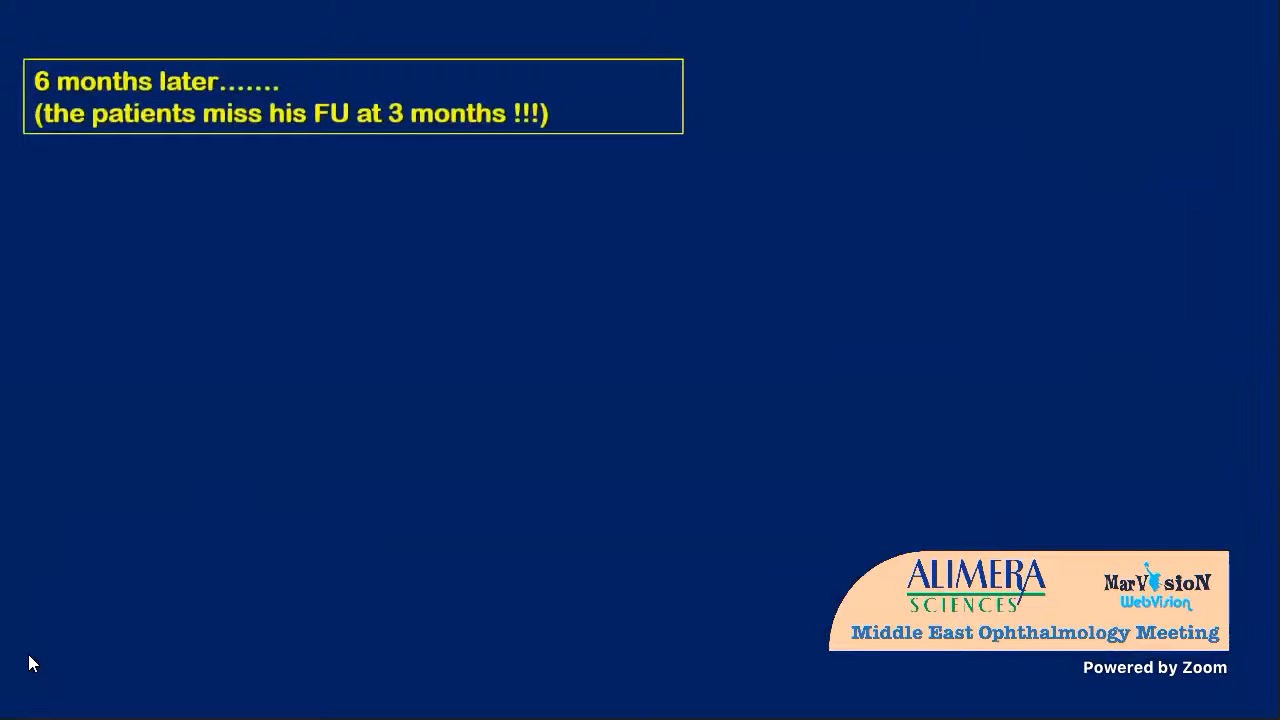 6 months later.......
(the patients miss his FU at 3 months !!!)
ALIMERA
SCIENCES
MarVisioN
WebVision
Middle East Ophthalmology Meeting
Powered by Zoom